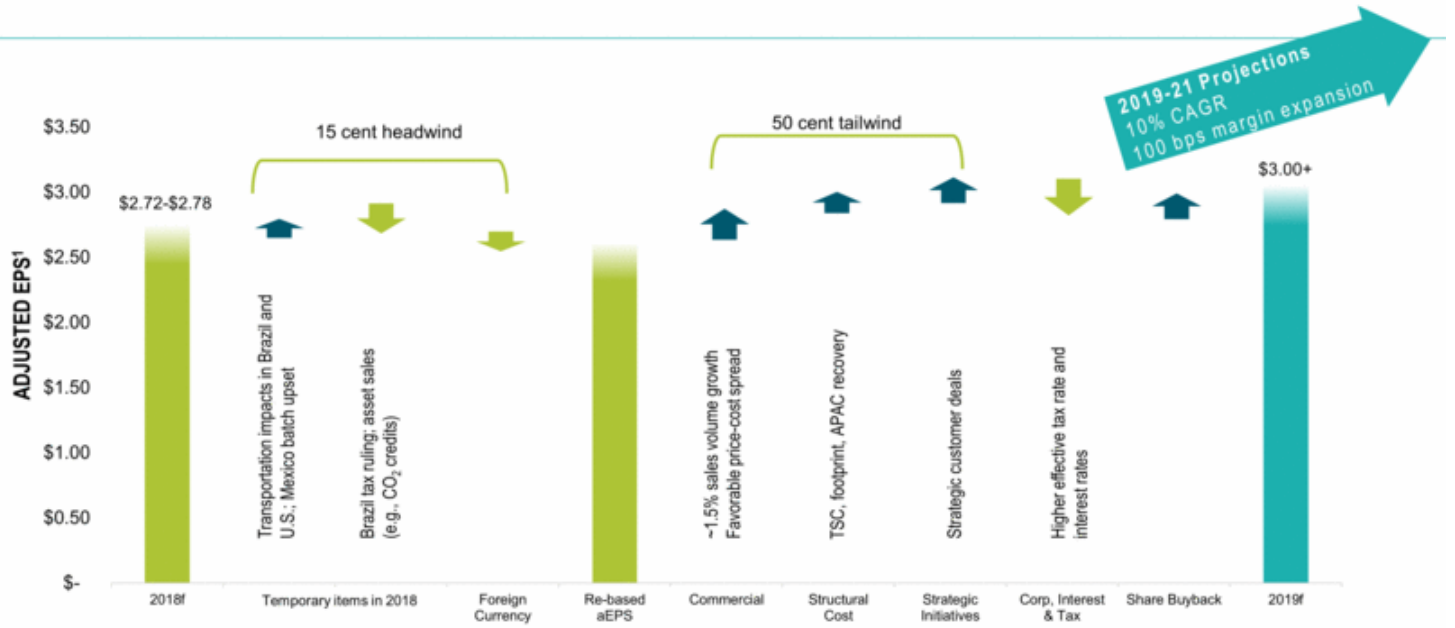 2019-21 Projections
10% CAGR
100 bps margin expansion
ADJUSTED EPS¹
$3.50
$3.00
$2.50
$2.00
$1.50
$1.00
$0.50
$-
15 cent headwind
50 cent tailwind
$2.72-$2.78
$3.00+
Transportation impacts in Brazil and
U.S.; Mexico batch upset
Brazil tax ruling; asset sales
(e.g., CO₂ credits)
~1.5% sales volume growth
Favorable price-cost spread
TSC, footprint, APAC recovery
Strategic customer deals
Higher effective tax rate and
interest rates
2018f
Temporary items in 2018
Foreign
Currency
Re-based
aEPS
Commercial
Structural
Cost
Strategic
Initiatives
Corp, Interest
& Tax
Share Buyback
2019f